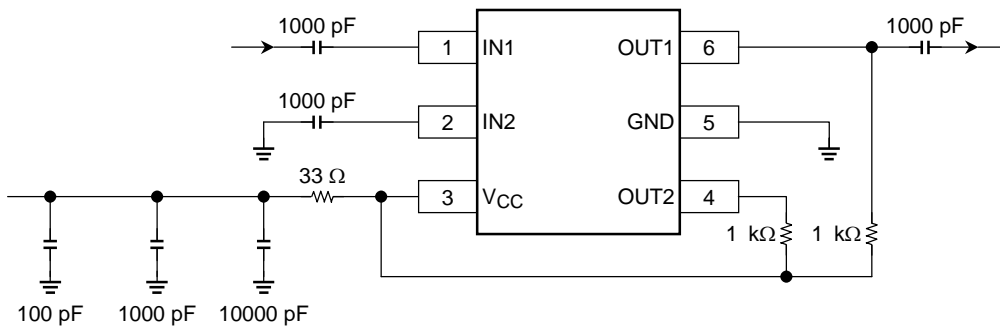 1000 pF
1
IN1
OUT1
6
1000 pF
1000 pF
2
IN2
GND
5
33 Ω
3
VCC
OUT2
4
1 kΩ
1 kΩ
100 pF
1000 pF
10000 pF